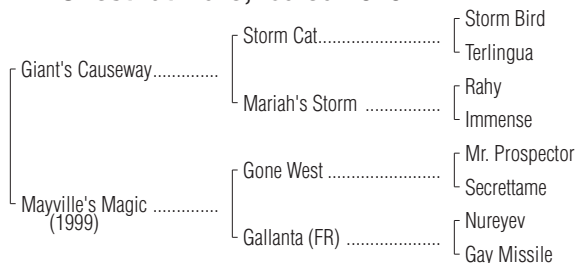 Storm Bird
Storm Cat........................
Terlingua
Giant's Causeway..............
Rahy
Mariah's Storm ................
Immense
Mr. Prospector
Gone West ......................
Secrettame
Mayville's Magic ..............
(1999)
Nureyev
Gallanta (FR) ...................
Gay Missile